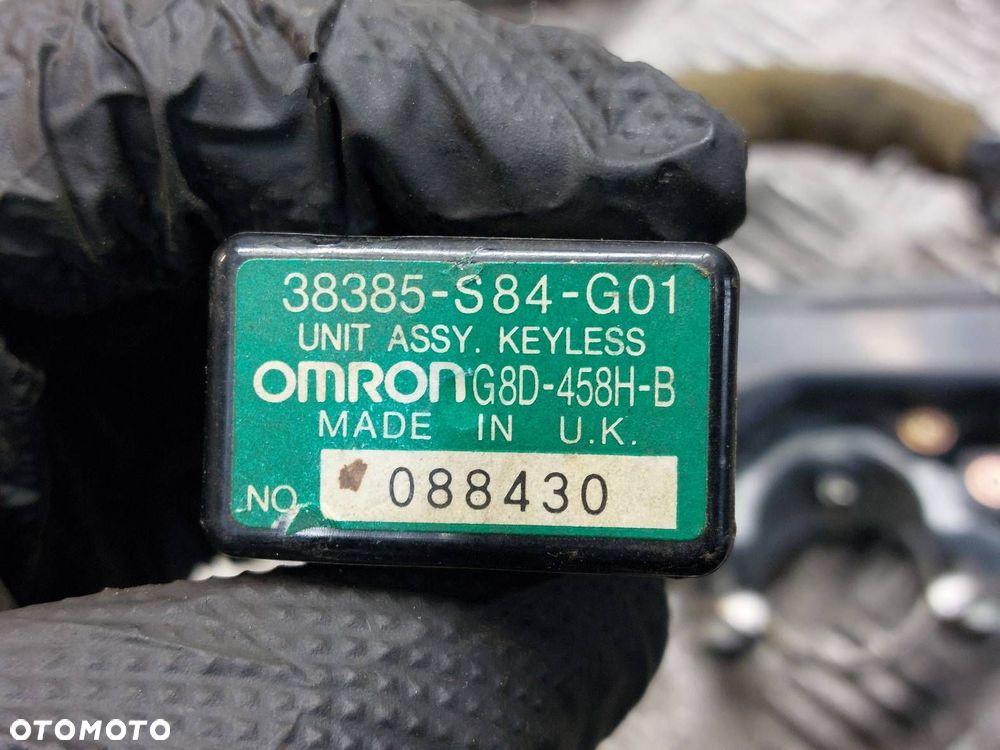 38385-S84-G01
UNIT ASSY. KEYLESS
OMRON G8D-458H-B
MADE IN U.K.
NO. 088430
OTOMOTO